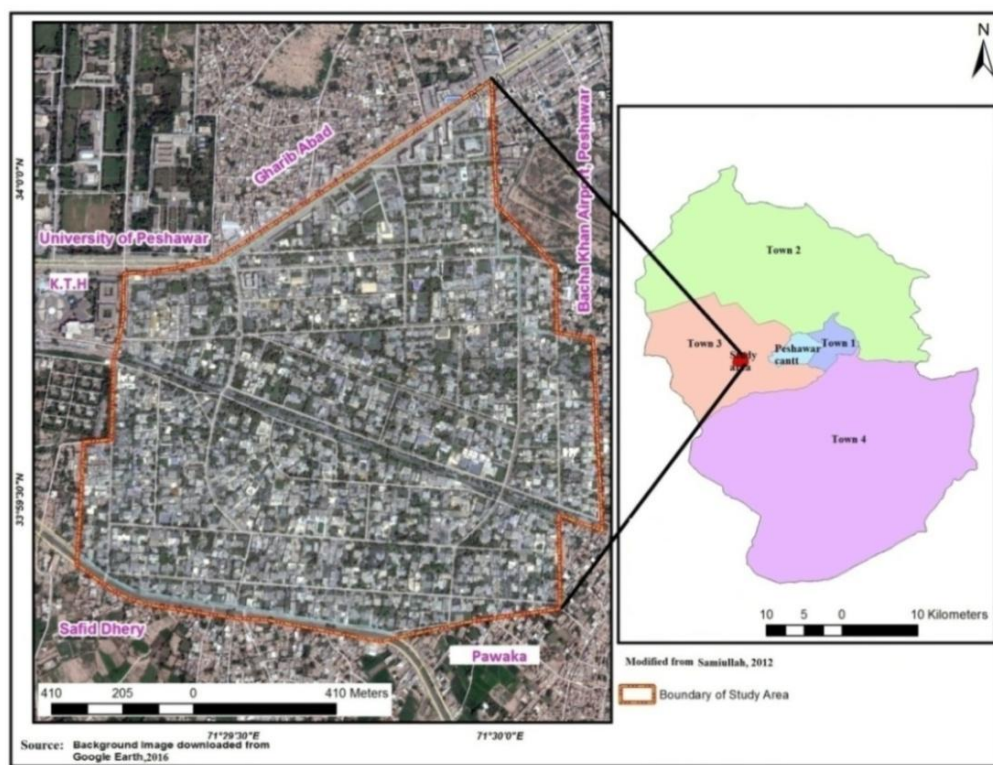 N
34°0'0"N
33°59'30"N
Gharib Abad
Bacha Khan Airport, Peshawar
University of Peshawar
K.T.H
Safid Dhery
Pawaka
410 205 0 410 Meters
71°29'30"E 71°30'0"E
Source: Background Image downloaded from
Google Earth,2016
Town 2
Town 3
Study
area
Peshawar
cantt
Town 1
Town 4
10 5 0 10 Kilometers
Modified from Samiullah, 2012
Boundary of Study Area